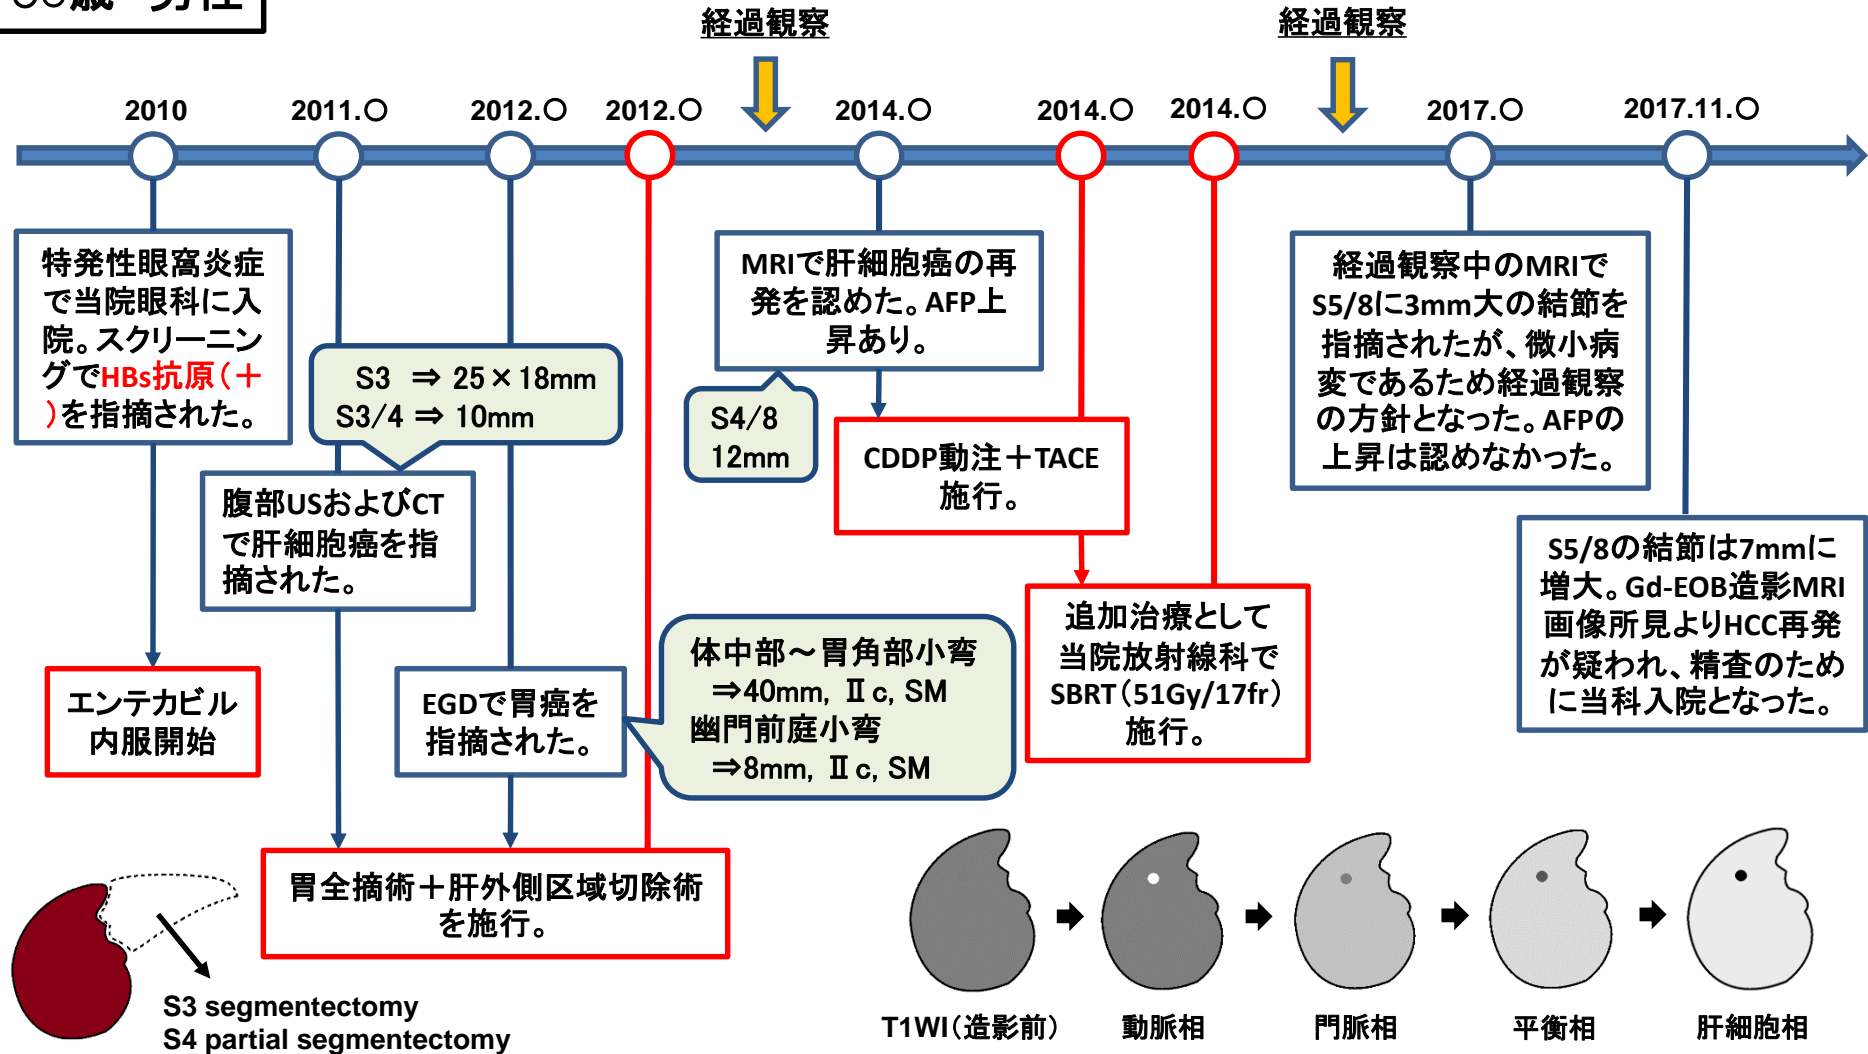 ○○歳 男性
経過観察
経過観察
2010
2011.○
2012.○
2012.○
2014.○
2014.○
2014.○
2017.○
2017.11.○
特発性眼窩炎症
で当院眼科に入
院。スクリーニン
グでHBs抗原(+
)を指摘された。
エンテカビル
内服開始
S3 ⇒ 25×18mm
S3/4 ⇒ 10mm
腹部USおよびCT
で肝細胞癌を指
摘された。
EGDで胃癌を
指摘された。
体中部～胃角部小弯
⇒40mm, Ⅱc, SM
幽門前庭小弯
⇒8mm, Ⅱc, SM
胃全摘術＋肝外側区域切除術
を施行。
MRIで肝細胞癌の再
発を認めた。AFP上
昇あり。
S4/8
12mm
CDDP動注＋TACE
施行。
追加治療として
当院放射線科で
SBRT(51Gy/17fr)
施行。
経過観察中のMRIで
S5/8に3mm大の結節を
指摘されたが、微小病
変であるため経過観察
の方針となった。AFPの
上昇は認めなかった。
S5/8の結節は7mmに
増大。Gd-EOB造影MRI
画像所見よりHCC再発
が疑われ、精査のため
に当科入院となった。
S3 segmentectomy
S4 partial segmentectomy
T1WI(造影前)
動脈相
門脈相
平衡相
肝細胞相